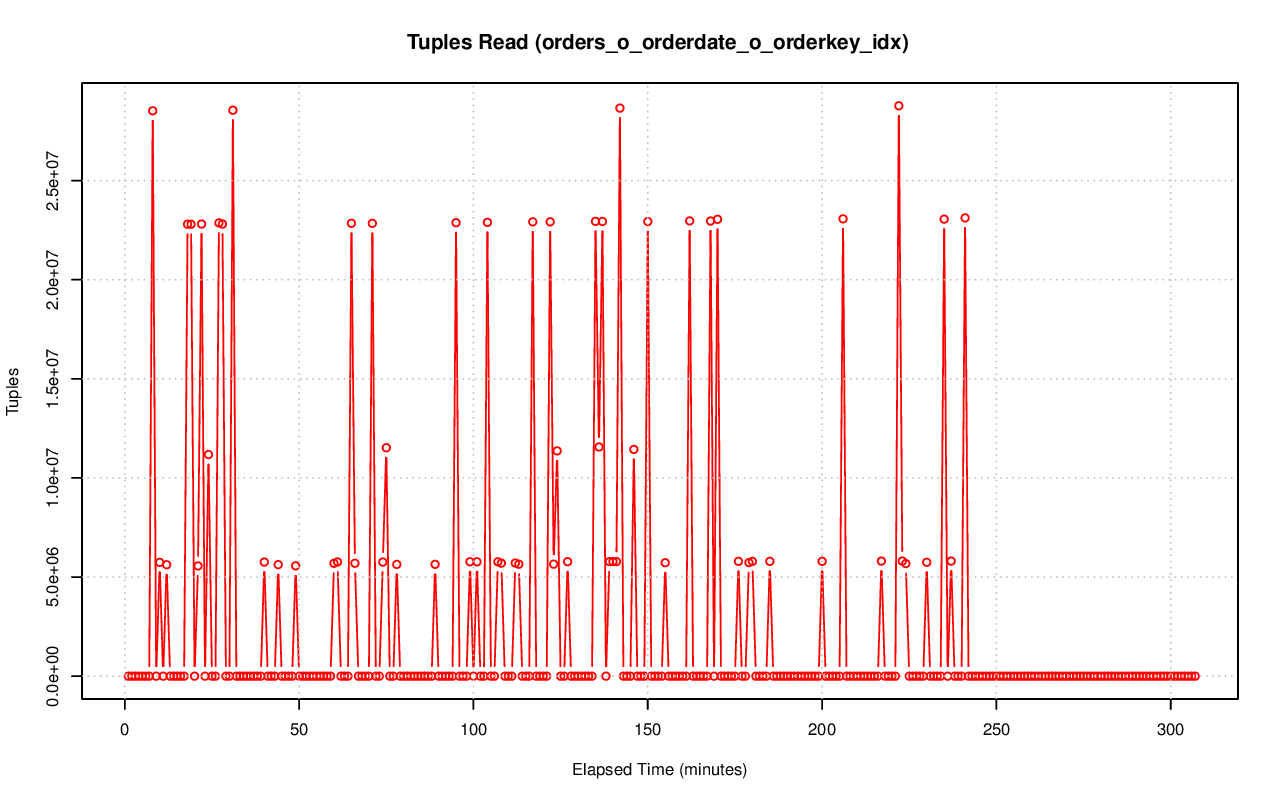 Tuples Read (orders_o_orderdate_o_orderkey_idx)
Tuples
2.5e+07
2.0e+07
1.5e+07
1.0e+07
5.0e+06
0.0e+00
0 50 100 150 200 250 300
Elapsed Time (minutes)